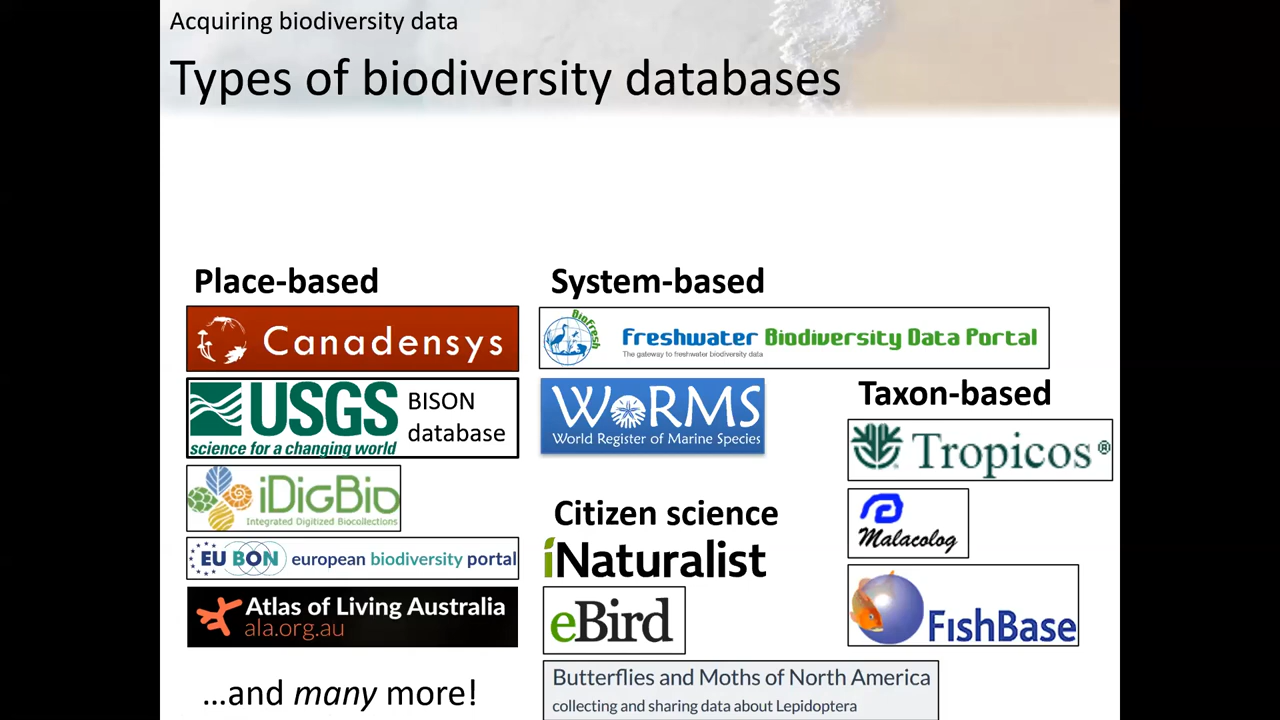 Acquiring biodiversity data
Types of biodiversity databases
Place-based
Canadensys
USGS
science for a changing world
BISON
database
iDigBio
Integrated Digitized Biocollections
EU BON european biodiversity portal
Atlas of Living Australia
ala.org.au
...and many more!
System-based
BioFresh
Freshwater Biodiversity Data Portal
The gateway to freshwater biodiversity data
WoRMS
World Register of Marine Species
Citizen science
iNaturalist
eBird
Butterflies and Moths of North America
collecting and sharing data about Lepidoptera
Taxon-based
Tropicos®
Malacolog
FishBase